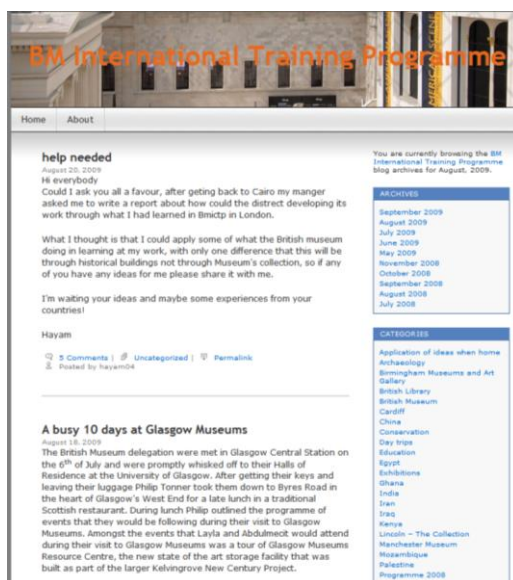 BM International Training Programme
Home About
help needed
August 20, 2009
Hi everybody
Could I ask you all a favour, after geting back to Cairo my manger
asked me to write a report about how could the distrect developing its
work through what I had learned in Bmictp in London.
What I thought is that I could apply some of what the British museum
doing in learning at my work, with only one difference that this will be
through historical buildings not through Museum's collection, so if any
of you have any ideas for me please share it with me.
I'm waiting your ideas and maybe some experiences from your
countries!
Hayam
5 Comments | Uncategorized | Permalink
Posted by hayam04
A busy 10 days at Glasgow Museums
August 18, 2009
The British Museum delegation were met in Glasgow Central Station on
the 6th of July and were promptly whisked off to their Halls of
Residence at the University of Glasgow. After getting their keys and
leaving their luggage Philip Tonner took them down to Byres Road in
the heart of Glasgow's West End for a late lunch in a traditional
Scottish restaurant. During lunch Philip outlined the programme of
events that they would be following during their visit to Glasgow
Museums. Amongst the events that Layla and Abdulmecit would attend
during their visit to Glasgow Museums was a tour of Glasgow Museums
Resource Centre, the new state of the art storage facility that was
built as part of the larger Kelvingrove New Century Project.
You are currently browsing the BM
International Training Programme
blog archives for August, 2009.
ARCHIVES
September 2009
August 2009
July 2009
June 2009
May 2009
November 2008
October 2008
September 2008
August 2008
July 2008
CATEGORIES
Application of ideas when home
Archaeology
Birmingham Museums and Art
Gallery
British Library
British Museum
Cardiff
China
Conservation
Day trips
Education
Egypt
Exhibitions
Ghana
India
Iran
Iraq
Kenya
Lincoln – The Collection
Manchester Museum
Mozambique
Palestine
Programme 2008